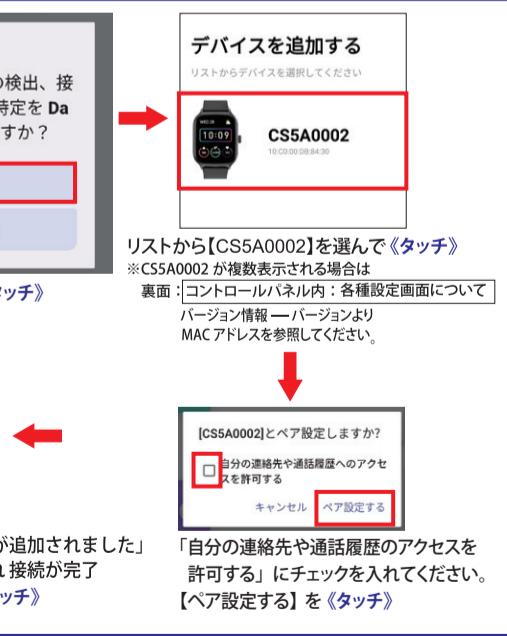 の検出、接
特定を Da
すか？
ッチ》
デバイスを追加する
リストからデバイスを選択してください
10:09
CS5A0002
10:C0:00:0B:84:30
リストから【CS5A0002】を選んで《タッチ》
※CS5A0002 が複数表示される場合は
裏面：コントロールパネル内：各種設定画面について
バージョン情報 ― バージョンより
MAC アドレスを参照してください。
[CS5A0002]とペア設定しますか?
自分の連絡先や通話履歴へのアクセ
スを許可する
キャンセル ペア設定する
「自分の連絡先や通話履歴のアクセスを
許可する」にチェックを入れてください。
【ペア設定する】を《タッチ》
が追加されました」
れ 接続が完了
ッチ》